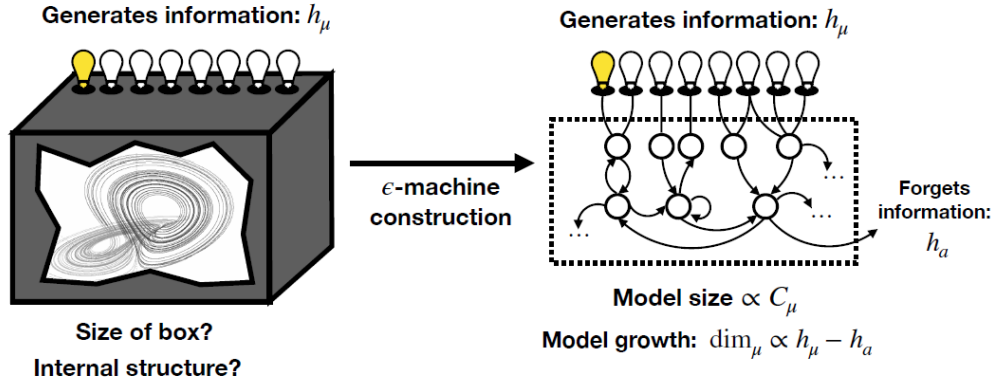 Generates information: h_μ
Size of box?
Internal structure?
ϵ-machine
construction
Generates information: h_μ
...
...
...
Forgets
information:
h_a
Model size ∝ C_μ
Model growth: dim_μ ∝ h_μ − h_a